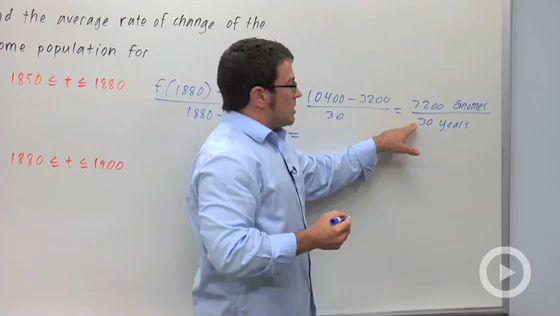 d the average rate of change of the
ome population for
1850 ≤ t ≤ 1880
f(1880) -
1880 -
=
10400 - 3200
30
= 7200 Gnomes
30 years
1880 ≤ t ≤ 1900